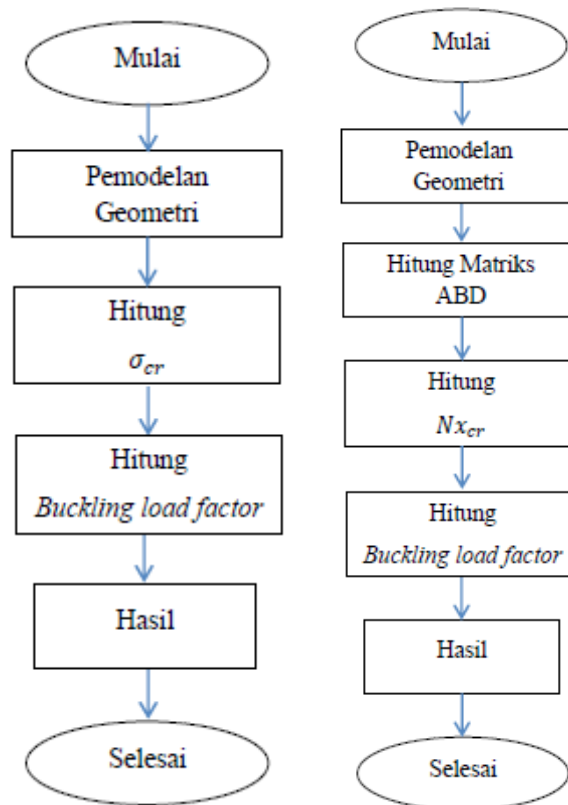 Mulai
Pemodelan
Geometri
Hitung
σcr
Hitung
Buckling load factor
Hasil
Selesai
Mulai
Pemodelan
Geometri
Hitung Matriks
ABD
Hitung
Nxcr
Hitung
Buckling load factor
Hasil
Selesai